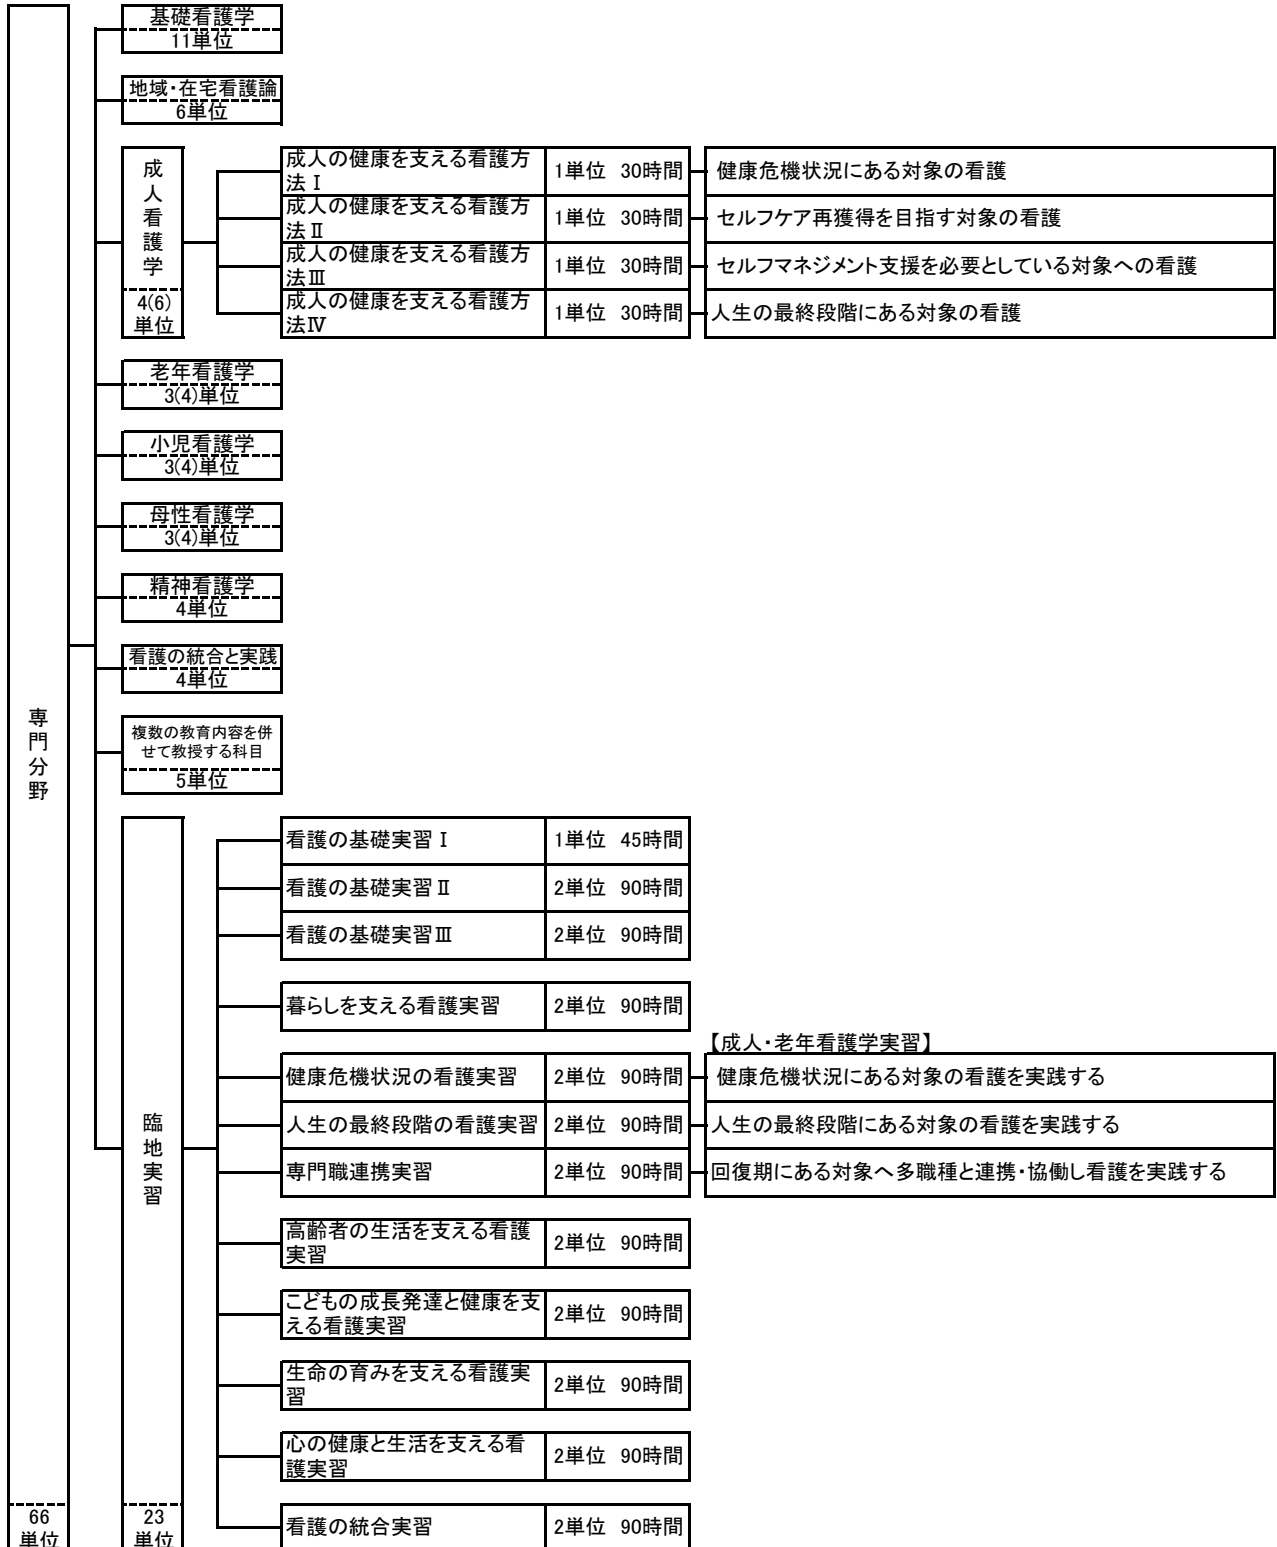 基礎看護学
11単位
地域・在宅看護論
6単位
成人看護学
4(6)
単位
成人の健康を支える看護方
法Ⅰ
1単位 30時間
健康危機状況にある対象の看護
成人の健康を支える看護方
法Ⅱ
1単位 30時間
セルフケア再獲得を目指す対象の看護
成人の健康を支える看護方
法Ⅲ
1単位 30時間
セルフマネジメント支援を必要としている対象への看護
成人の健康を支える看護方
法Ⅳ
1単位 30時間
人生の最終段階にある対象の看護
老年看護学
3(4)単位
小児看護学
3(4)単位
母性看護学
3(4)単位
精神看護学
4単位
看護の統合と実践
4単位
複数の教育内容を併
せて教授する科目
5単位
専門分野
66
単位
臨地実習
23
単位
看護の基礎実習Ⅰ
1単位 45時間
看護の基礎実習Ⅱ
2単位 90時間
看護の基礎実習Ⅲ
2単位 90時間
暮らしを支える看護実習
2単位 90時間
【成人・老年看護学実習】
健康危機状況の看護実習
2単位 90時間
健康危機状況にある対象の看護を実践する
人生の最終段階の看護実習
2単位 90時間
人生の最終段階にある対象の看護を実践する
専門職連携実習
2単位 90時間
回復期にある対象へ多職種と連携・協働し看護を実践する
高齢者の生活を支える看護
実習
2単位 90時間
こどもの成長発達と健康を支
える看護実習
2単位 90時間
生命の育みを支える看護実
習
2単位 90時間
心の健康と生活を支える看
護実習
2単位 90時間
看護の統合実習
2単位 90時間